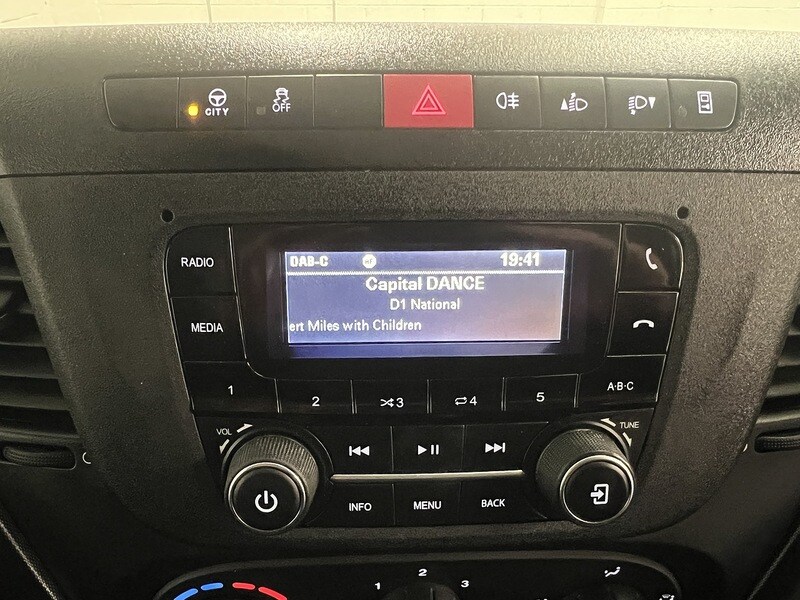 CITY
OFF
RADIO
DAB-C 19:41
Capital DANCE
D1 National
ert Miles with Children
MEDIA
1 2 3 4 5 A·B·C
VOL
TUNE
INFO MENU BACK
1 2 3